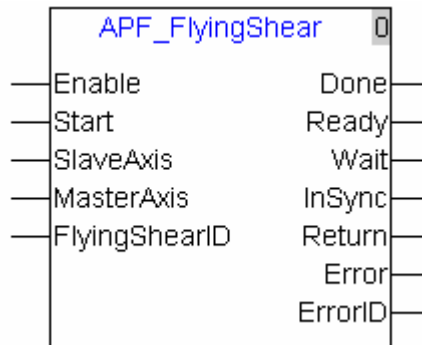 APF_FlyingShear 0
Enable Done
Start Ready
SlaveAxis Wait
MasterAxis InSync
FlyingShearID Return
Error
ErrorID